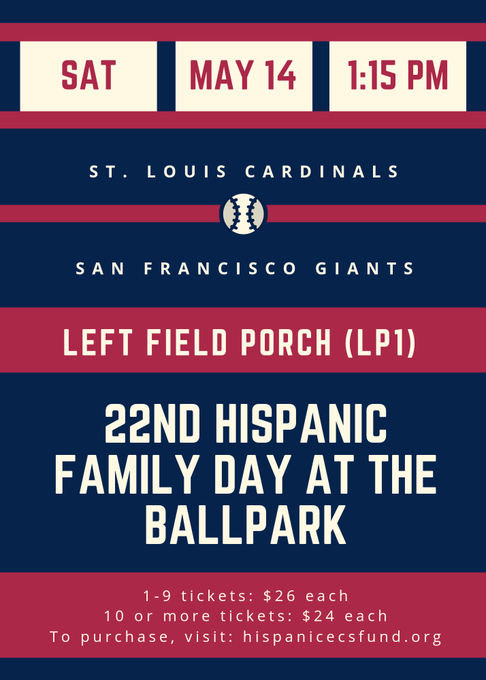 SAT
MAY 14
1:15 PM
ST. LOUIS CARDINALS
SAN FRANCISCO GIANTS
LEFT FIELD PORCH (LP1)
22ND HISPANIC
FAMILY DAY AT THE
BALLPARK
1-9 tickets: $26 each
10 or more tickets: $24 each
To purchase, visit: hispanicecsfund.org